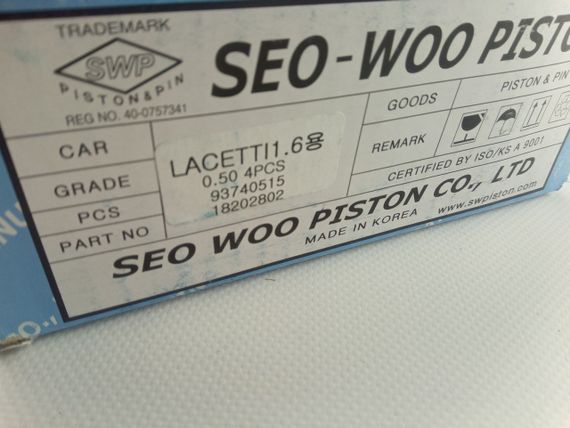 TRADEMARK
SWP
PISTON & PIN
REG NO. 40-0757341
SEO-WOO
CAR
GRADE
PCS
PART NO
LACETTI1.6용
0.50 4PCS
93740515
18202802
GOODS
PISTON & PIN
REMARK
CERTIFIED BY ISO/KS A 9001
SEO WOO PISTON CO., LTD
MADE IN KOREA
www.swpiston.com